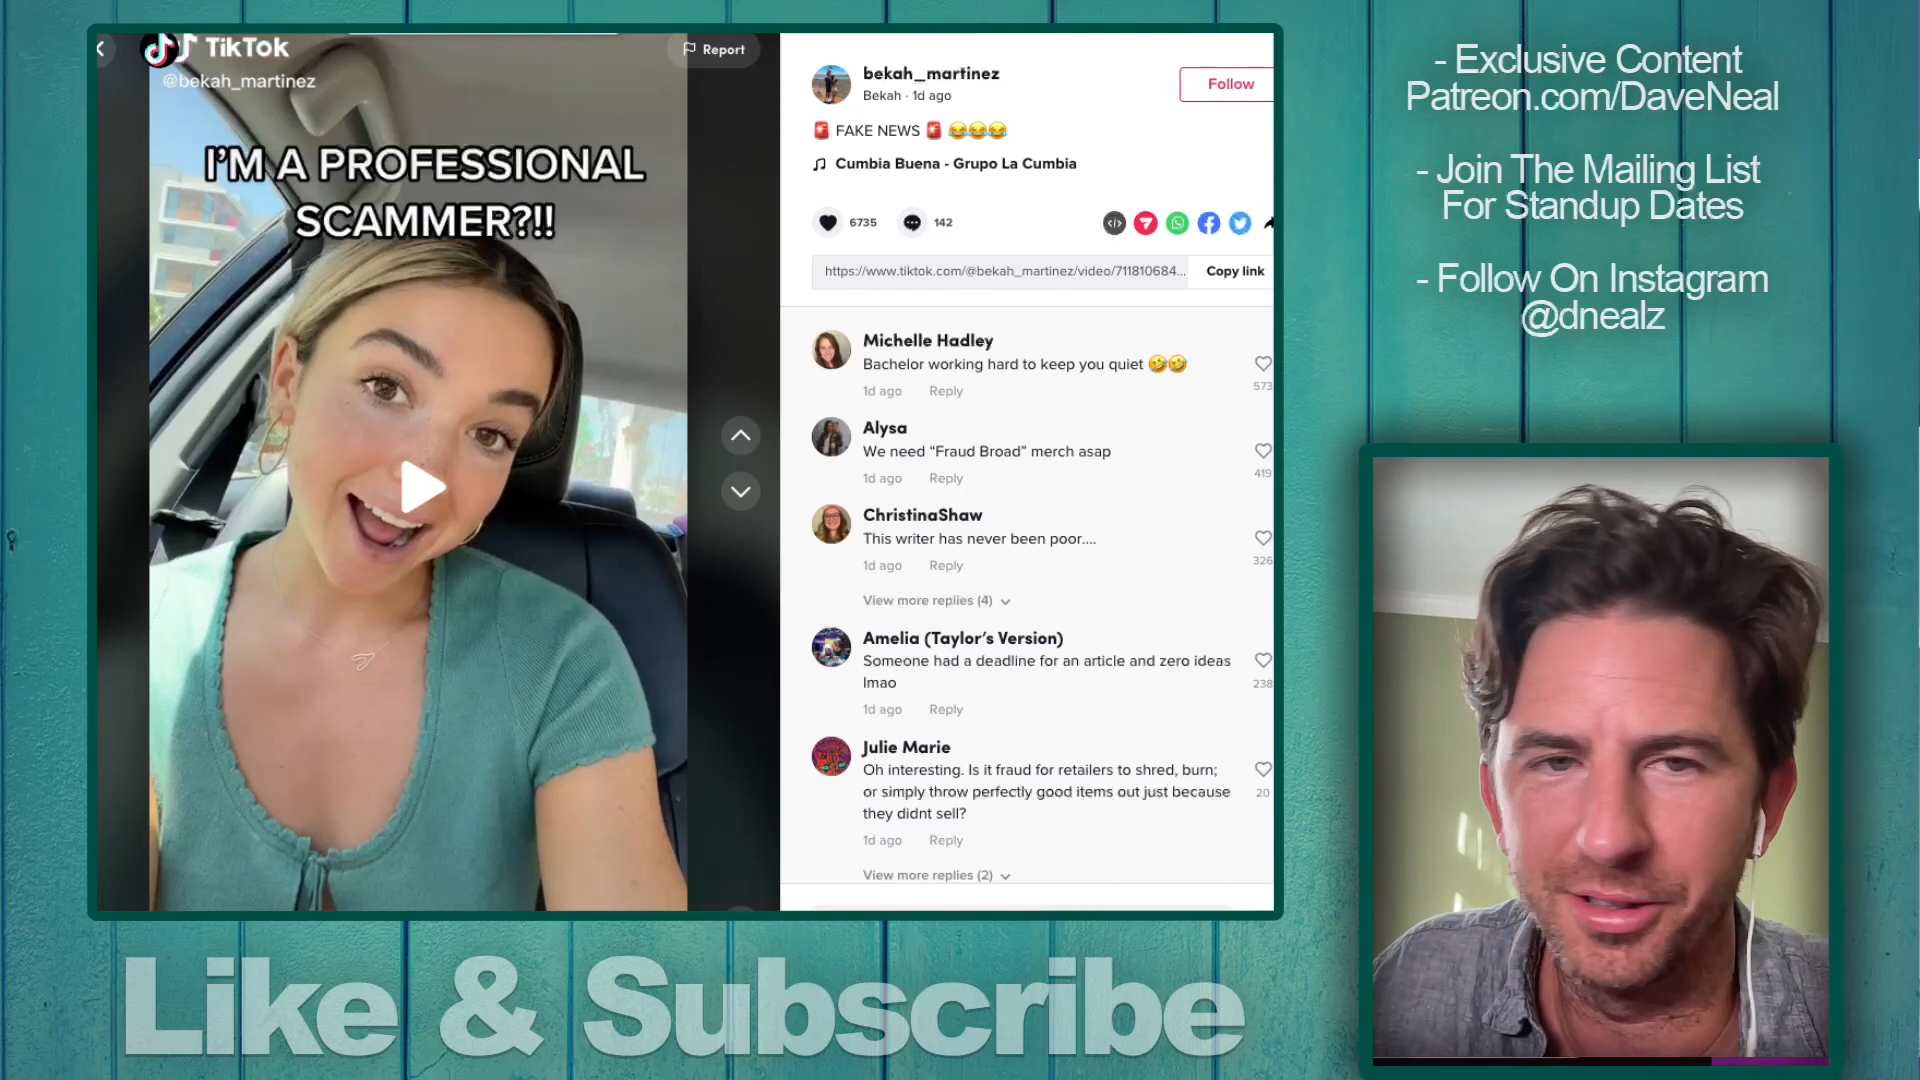 TikTok
@bekah_martinez
Report
I'M A PROFESSIONAL
SCAMMER?!!
bekah_martinez
Bekah · 1d ago
Follow
🚨 FAKE NEWS 🚨 😂😂😂
Cumbia Buena - Grupo La Cumbia
6735
142
https://www.tiktok.com/@bekah_martinez/video/711810684...
Copy link
Michelle Hadley
Bachelor working hard to keep you quiet 🤣🤣
573
1d ago Reply
Alysa
We need “Fraud Broad” merch asap
419
1d ago Reply
ChristinaShaw
This writer has never been poor....
326
1d ago Reply
View more replies (4)
Amelia (Taylor’s Version)
Someone had a deadline for an article and zero ideas
lmao
238
1d ago Reply
Julie Marie
Oh interesting. Is it fraud for retailers to shred, burn;
or simply throw perfectly good items out just because
they didnt sell?
20
1d ago Reply
View more replies (2)
- Exclusive Content
Patreon.com/DaveNeal
- Join The Mailing List
For Standup Dates
- Follow On Instagram
@dnealz
Like & Subscribe